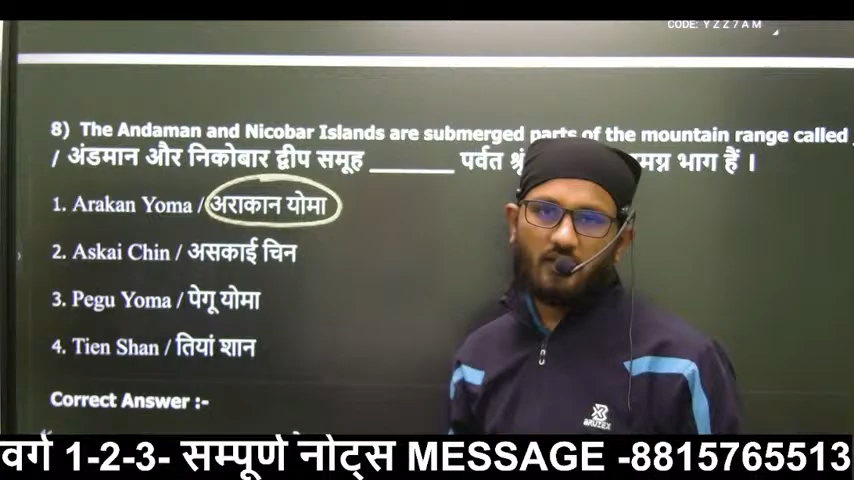 CODE: YZZ7AM
8) The Andaman and Nicobar Islands are submerged parts of the mountain range called
/ अंडमान और निकोबार द्वीप समूह ________ पर्वत भाग हैं ।
1. Arakan Yoma / अराकान योमा
2. Askai Chin / असकाई चिन
3. Pegu Yoma / पेगू योमा
4. Tien Shan / तियां शान
Correct Answer :-
BRUTEX
वर्ग 1-2-3- सम्पूर्ण नोट्स MESSAGE -8815765513